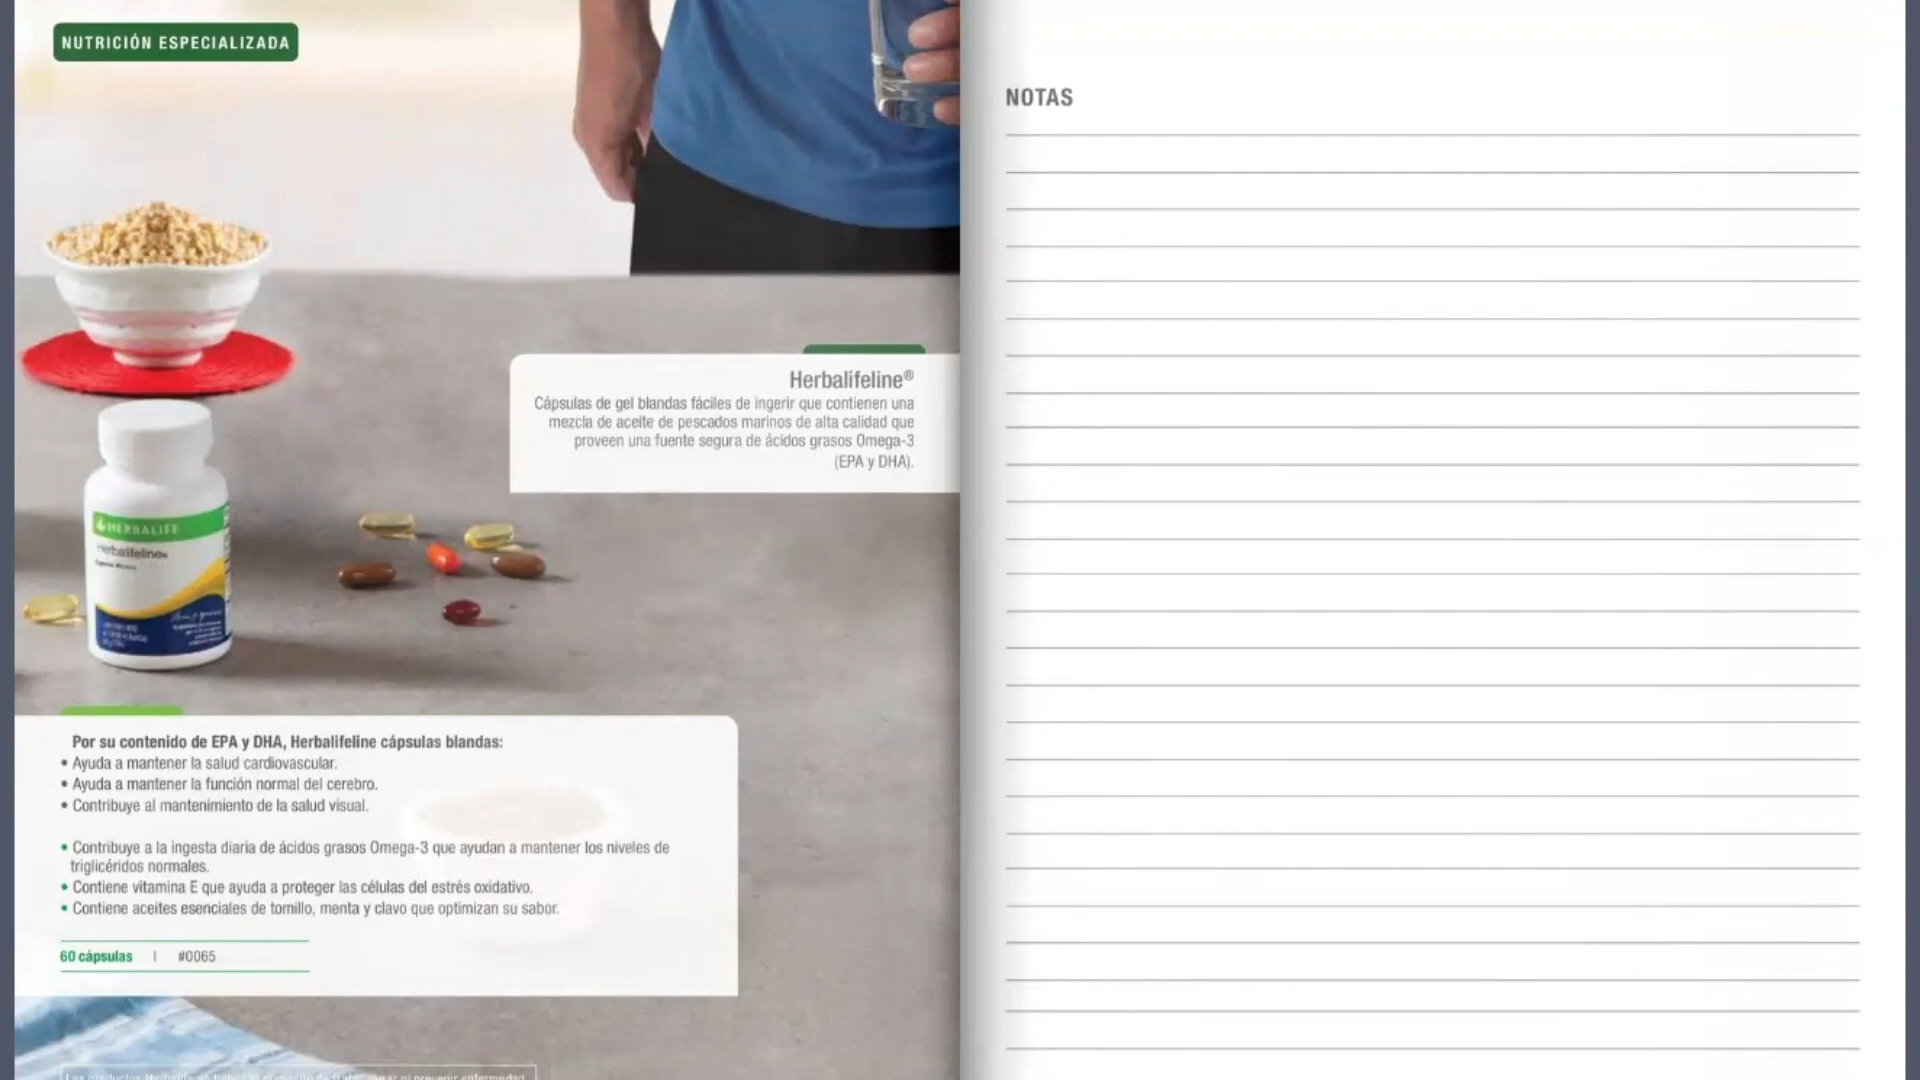 NUTRICIÓN ESPECIALIZADA
Herbalifeline®
Cápsulas de gel blandas fáciles de ingerir que contienen una
mezcla de aceite de pescados marinos de alta calidad que
proveen una fuente segura de ácidos grasos Omega-3
(EPA y DHA).
HERBALIFE
Herbalifeline
Por su contenido de EPA y DHA, Herbalifeline cápsulas blandas:
• Ayuda a mantener la salud cardiovascular.
• Ayuda a mantener la función normal del cerebro.
• Contribuye al mantenimiento de la salud visual.
• Contribuye a la ingesta diaria de ácidos grasos Omega-3 que ayudan a mantener los niveles de
triglicéridos normales.
• Contiene vitamina E que ayuda a proteger las células del estrés oxidativo.
• Contiene aceites esenciales de tomillo, menta y clavo que optimizan su sabor.
60 cápsulas | #0065
NOTAS